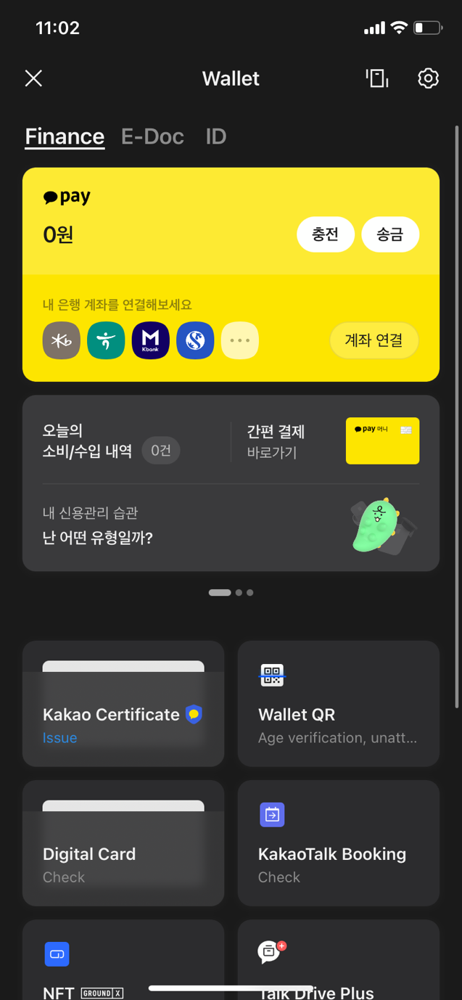 11:02
Wallet
Finance E-Doc ID
pay
0원
충전 송금
내 은행 계좌를 연결해보세요
Kb
M
Kbank
S
계좌 연결
오늘의
소비/수입 내역 0건
간편 결제
바로가기
pay 머니
내 신용관리 습관
난 어떤 유형일까?
Kakao Certificate
Issue
Wallet QR
Age verification, unatt...
Digital Card
Check
KakaoTalk Booking
Check
NFT GROUND X
Talk Drive Plus